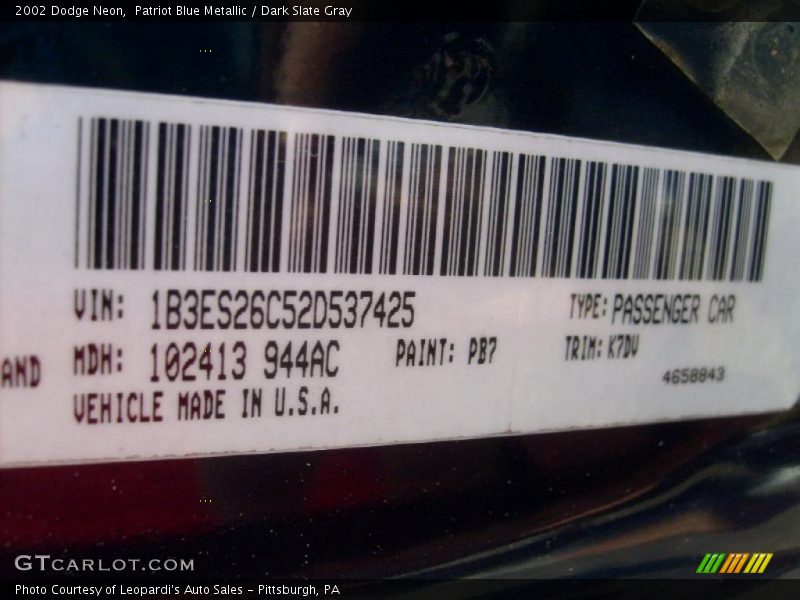 2002 Dodge Neon,  Patriot Blue Metallic / Dark Slate Gray
VIN: 1B3ES26C52D537425 TYPE: PASSENGER CAR
AND MDH: 102413 944AC PAINT: PB7 TRIM: K7DV
VEHICLE MADE IN U.S.A. 4658843
GTCARLOT.COM
Photo Courtesy of Leopardi's Auto Sales - Pittsburgh, PA